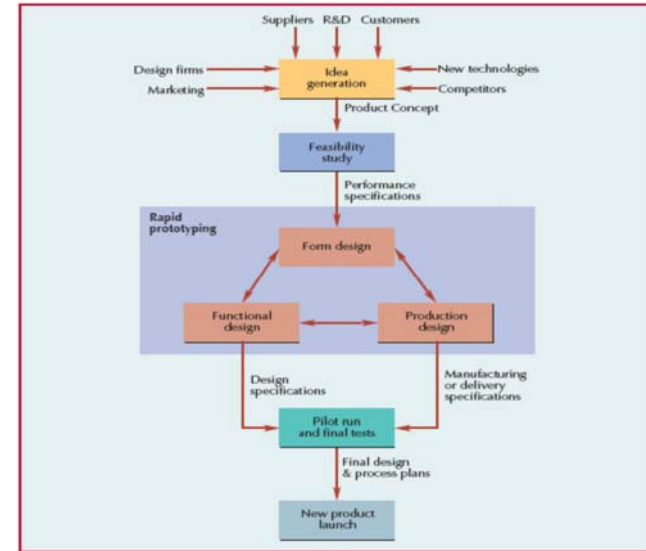 Suppliers R&D Customers
Design firms
Marketing
Idea
generation
New technologies
Competitors
Product Concept
Feasibility
study
Performance
specifications
Rapid
prototyping
Form design
Functional
design
Production
design
Design
specifications
Manufacturing
or delivery
specifications
Pilot run
and final tests
Final design
& process plans
New product
launch